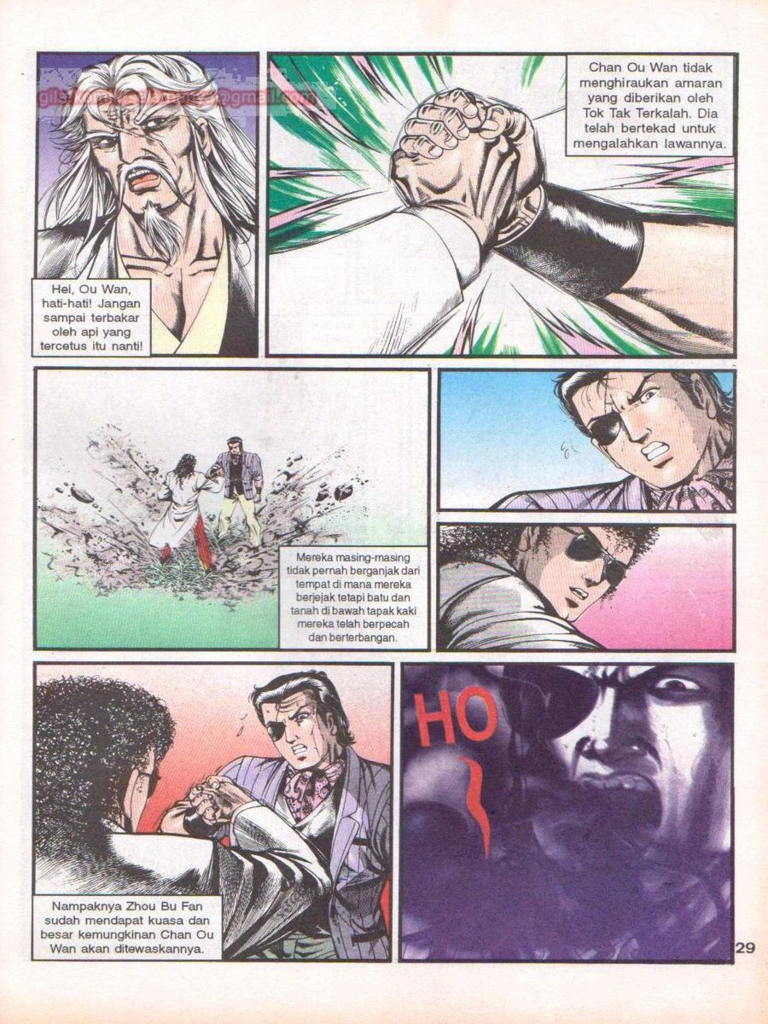 Hei, Ou Wan,
hati-hati! Jangan
sampai terbakar
oleh api yang
tercetus itu nanti!
Chan Ou Wan tidak
menghiraukan amaran
yang diberikan oleh
Tok Tak Terkalah. Dia
telah bertekad untuk
mengalahkan lawannya.
Mereka masing-masing
tidak pernah berganjak dari
tempat di mana mereka
berjejak tetapi batu dan
tanah di bawah tapak kaki
mereka telah berpecah
dan berterbangan.
Nampaknya Zhou Bu Fan
sudah mendapat kuasa dan
besar kemungkinan Chan Ou
Wan akan ditewaskannya.
HO
29